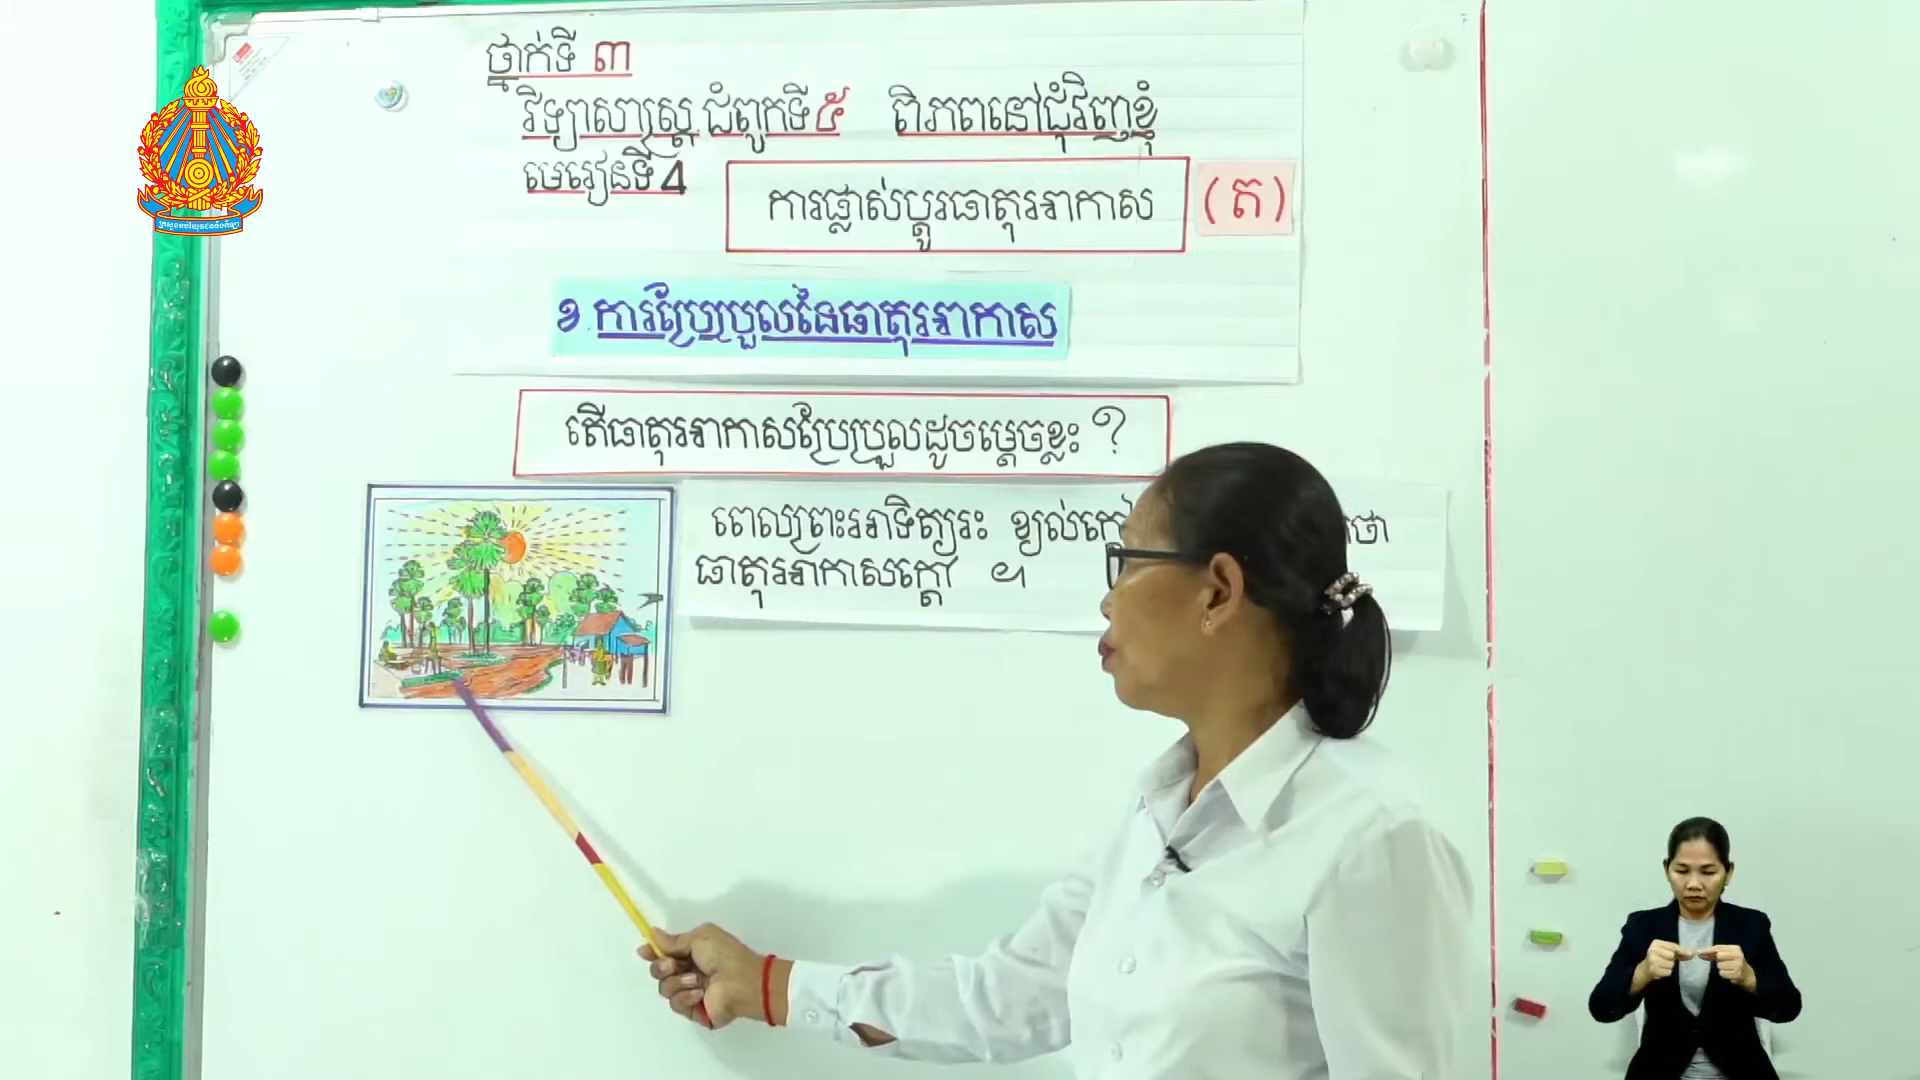 ថ្នាក់ទី ៣
វិទ្យាសាស្ត្រ ជំពូកទី៥ ពិភពនៅជុំវិញខ្ញុំ
មេរៀនទី4
ការផ្លាស់ប្តូរធាតុអាកាស (ត)
ខ. ការប្រែប្រួលនៃធាតុអាកាស
តើធាតុអាកាសប្រែប្រួលដូចម្តេចខ្លះ ?
ពេលព្រះអាទិត្យរះ ខ្យល់ក្តៅ ថា
ធាតុអាកាសក្តៅ ។